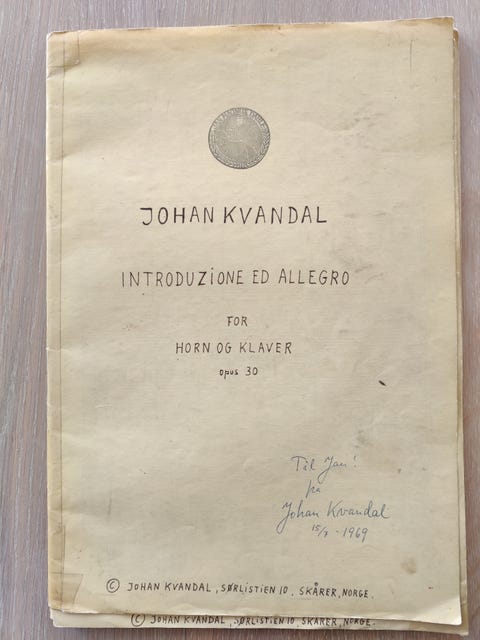 JOHAN KVANDAL
INTRODUZIONE ED ALLEGRO
FOR
HORN OG KLAVER
opus 30
Til Jan!
fra
Johan Kvandal
15/7 - 1969
© JOHAN KVANDAL, SØRLISTIEN 10, SKÅRER, NORGE.
© JOHAN KVANDAL, SØRLISTIEN 10, SKÅRER, NORGE.